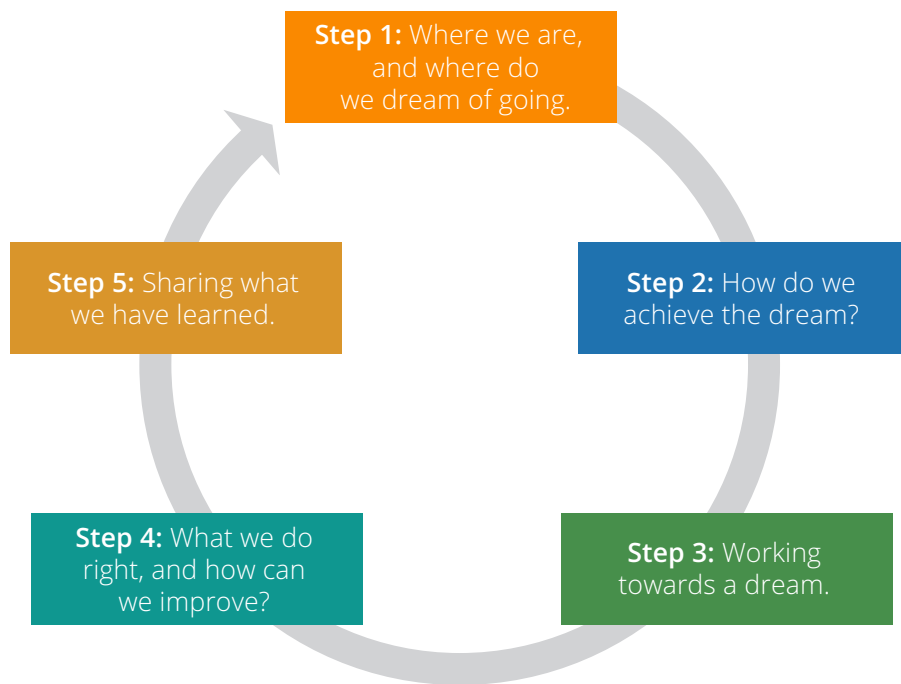 Step 1: Where we are,
and where do
we dream of going.
Step 2: How do we
achieve the dream?
Step 3: Working
towards a dream.
Step 4: What we do
right, and how can
we improve?
Step 5: Sharing what
we have learned.